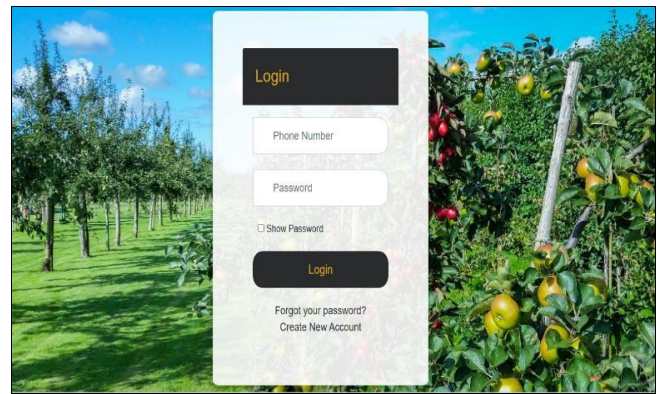 Login
Phone Number
Password
Show Password
Login
Forgot your password?
Create New Account